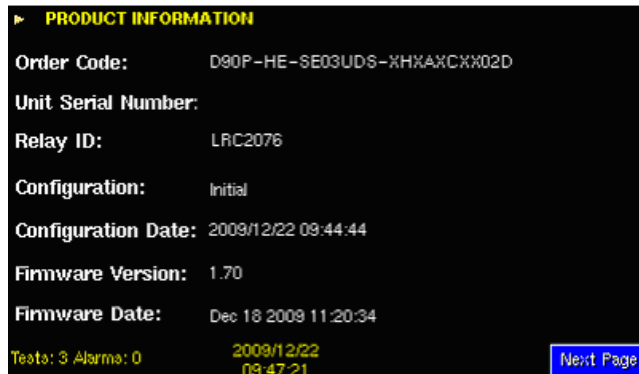 PRODUCT INFORMATION
Order Code: D90P-HE-SE03UDS-XHXAXCXX02D
Unit Serial Number:
Relay ID: LRC2076
Configuration: Initial
Configuration Date: 2009/12/22 09:44:44
Firmware Version: 1.70
Firmware Date: Dec 18 2009 11:20:34
Tests: 3 Alarms: 0 2009/12/22
09:47:21 Next Page